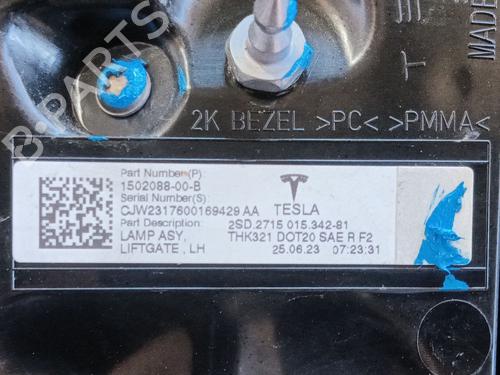 MADE
2K BEZEL >PC< >PMMA<
Part Number(P)
1502088-00-B
Serial Number(S)
CJW2317600169429 AA TESLA
Part Description: 2SD.2715 015.342-81
LAMP ASY, THK321 DOT20 SAE R F2
LIFTGATE , LH 25.06.23 07:23:31
B-PARTS